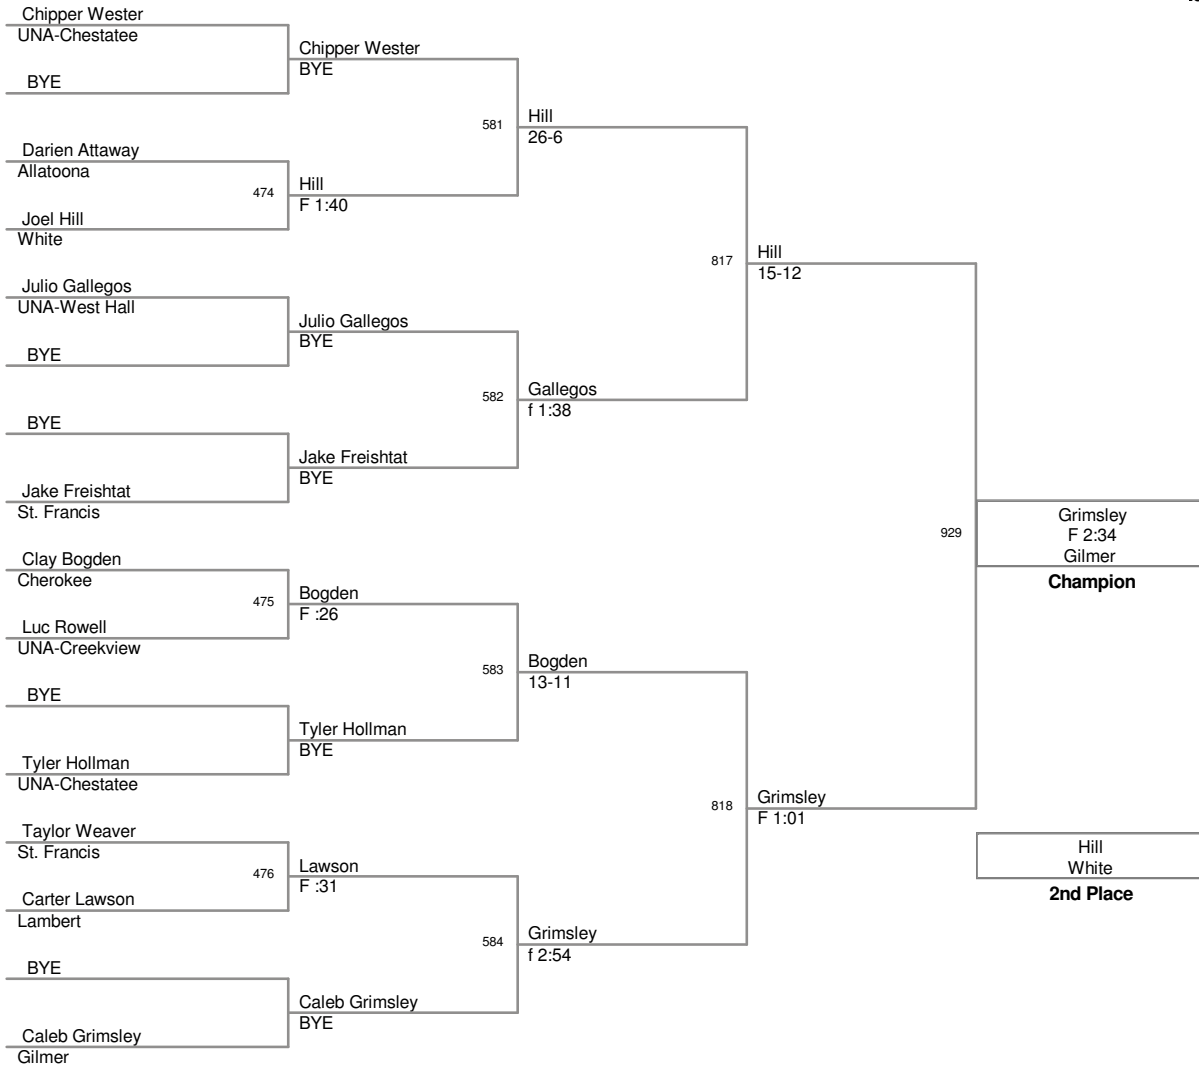 Chipper Wester
UNA-Chestatee
BYE
Darien Attaway
Allatoona
Joel Hill
White
Julio Gallegos
UNA-West Hall
BYE
BYE
Jake Freishtat
St. Francis
Clay Bogden
Cherokee
Luc Rowell
UNA-Creekview
BYE
Tyler Hollman
UNA-Chestatee
Taylor Weaver
St. Francis
Carter Lawson
Lambert
BYE
Caleb Grimsley
Gilmer
Chipper Wester
BYE
474
Hill
F 1:40
Julio Gallegos
BYE
Jake Freishtat
BYE
475
Bogden
F :26
Tyler Hollman
BYE
476
Lawson
F :31
Caleb Grimsley
BYE
581
Hill
26-6
582
Gallegos
f 1:38
583
Bogden
13-11
584
Grimsley
f 2:54
817
Hill
15-12
818
Grimsley
F 1:01
929
Grimsley
F 2:34
Gilmer
Champion
Hill
White
2nd Place